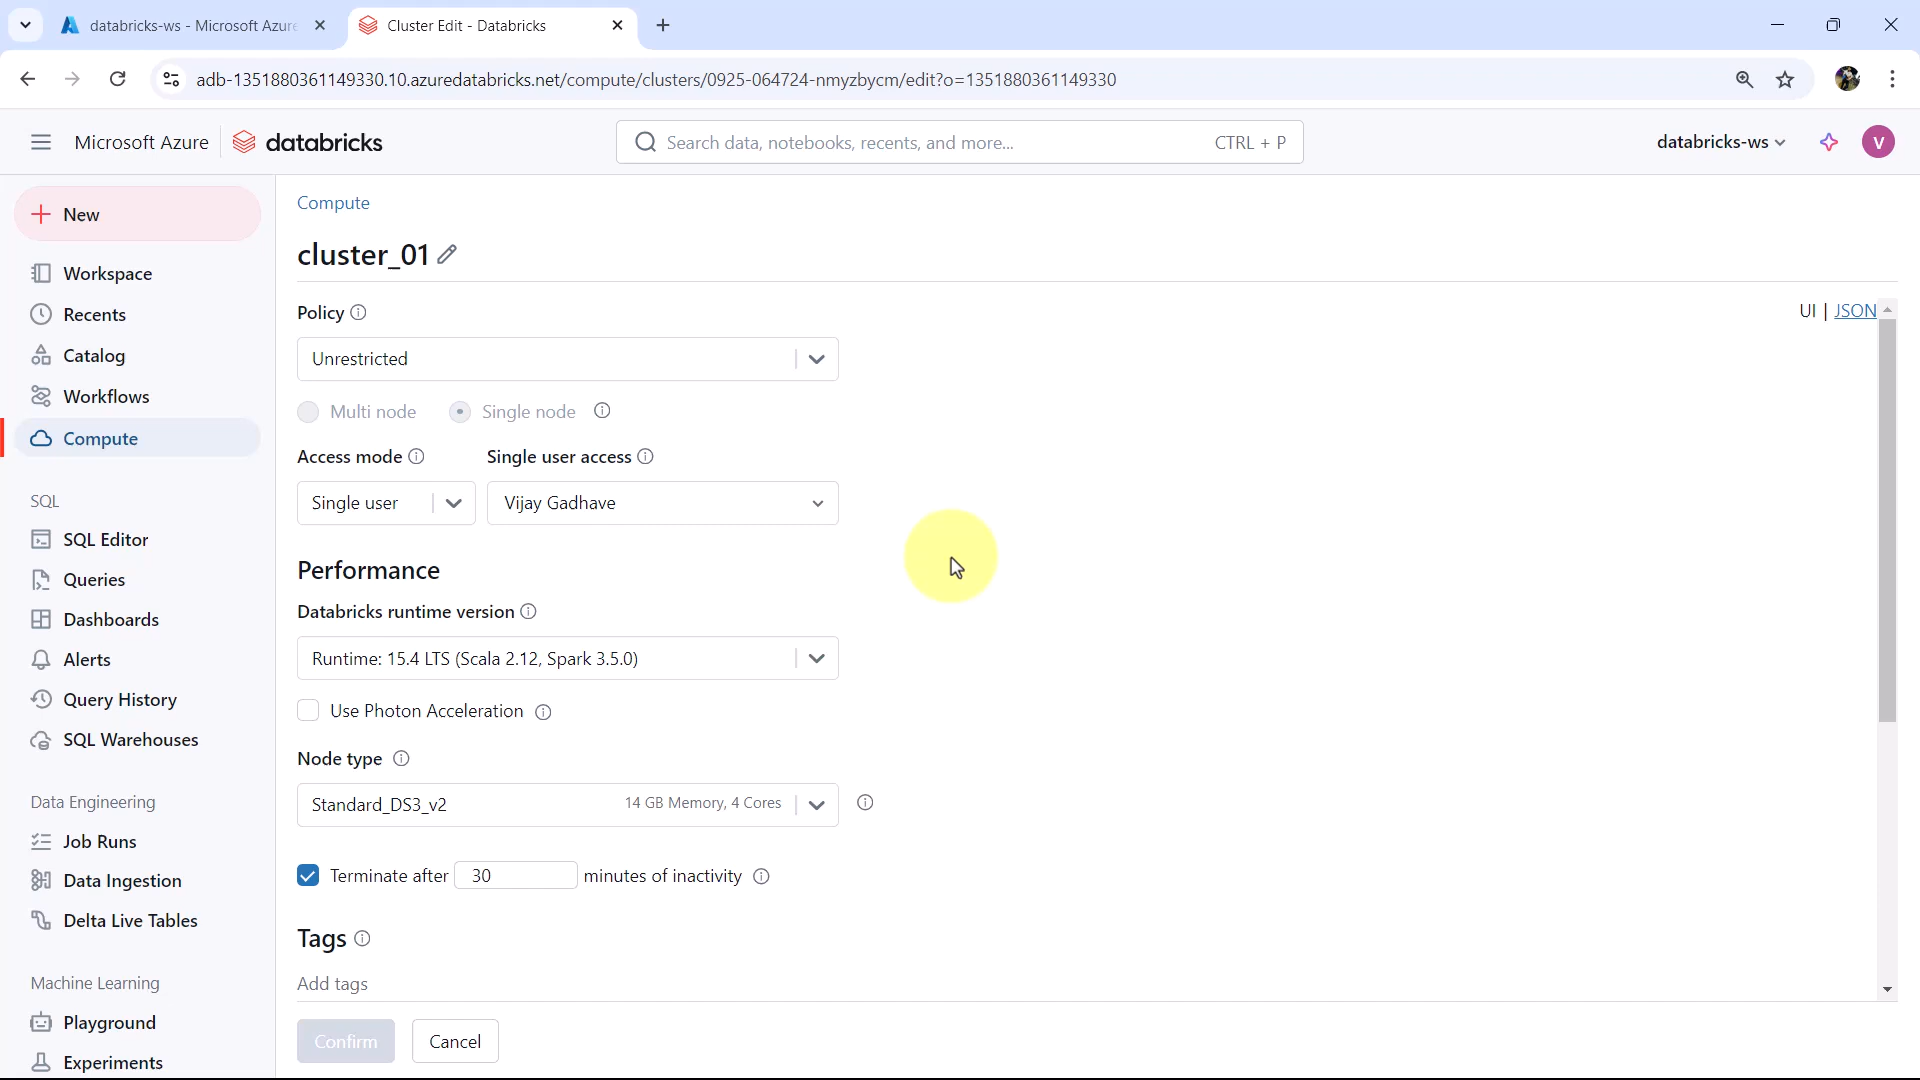 databricks-ws - Microsoft Azure
Cluster Edit - Databricks
adb-1351880361149330.10.azuredatabricks.net/compute/clusters/0925-064724-nmyzbycm/edit?o=1351880361149330
Microsoft Azure
databricks
Search data, notebooks, recents, and more...
CTRL + P
databricks-ws
V
New
Workspace
Recents
Catalog
Workflows
Compute
SQL
SQL Editor
Queries
Dashboards
Alerts
Query History
SQL Warehouses
Data Engineering
Job Runs
Data Ingestion
Delta Live Tables
Machine Learning
Playground
Experiments
Compute
cluster_01
Policy
UI | JSON
Unrestricted
Multi node Single node
Access mode Single user access
Single user Vijay Gadhave
Performance
Databricks runtime version
Runtime: 15.4 LTS (Scala 2.12, Spark 3.5.0)
Use Photon Acceleration
Node type
Standard_DS3_v2 14 GB Memory, 4 Cores
Terminate after 30 minutes of inactivity
Tags
Add tags
Confirm Cancel